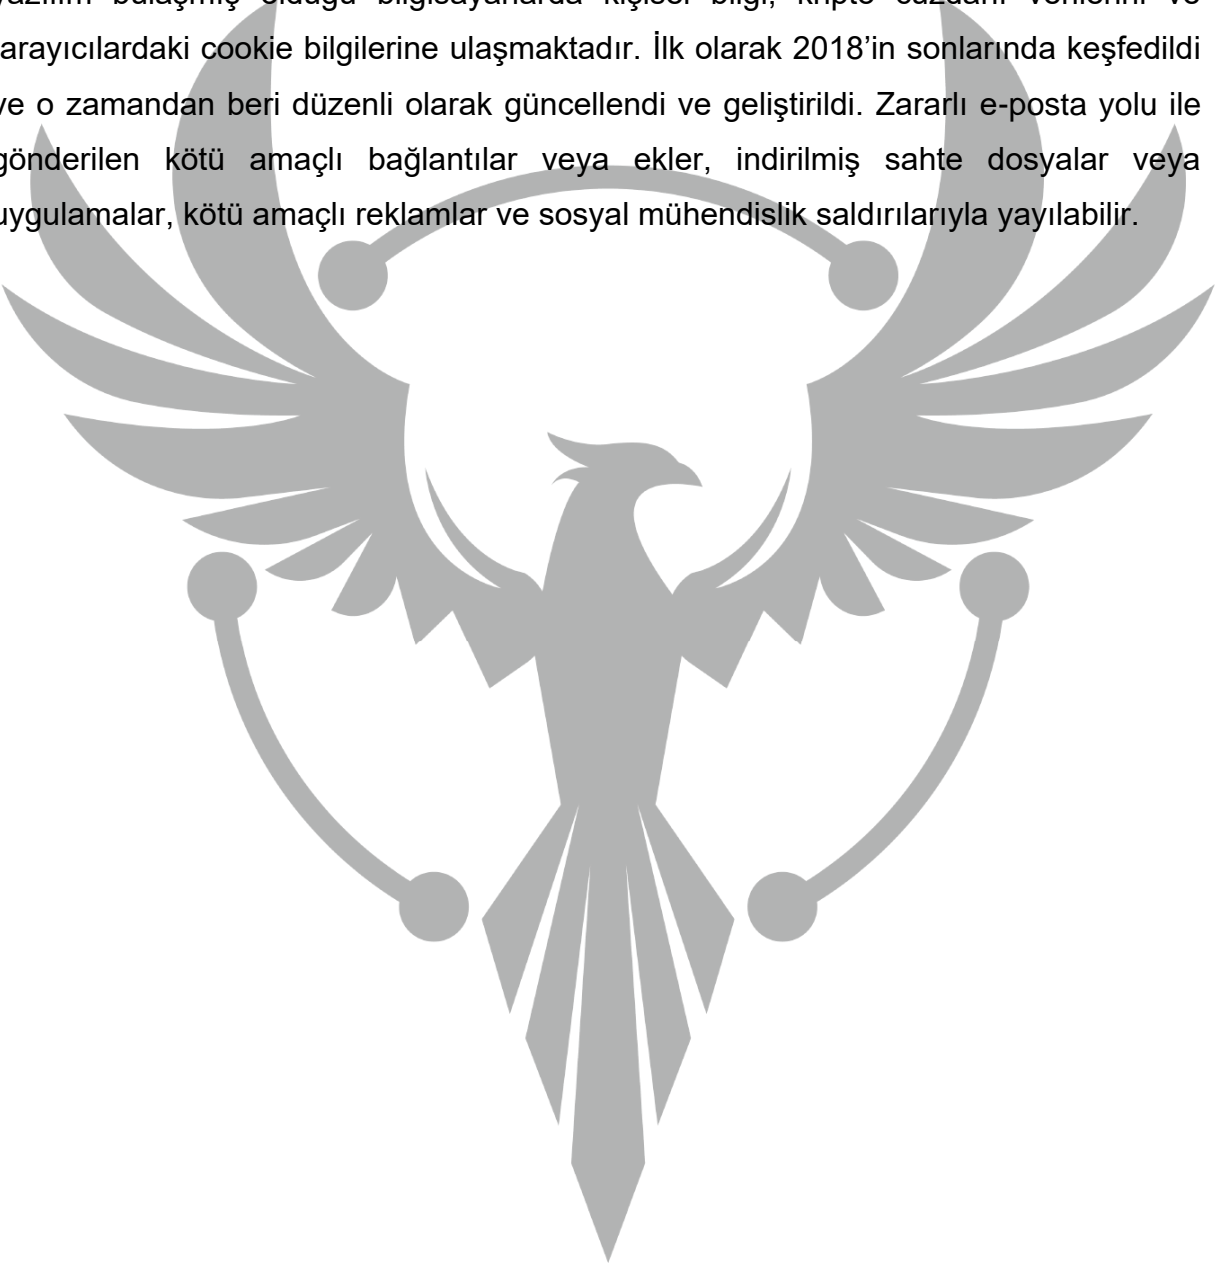 yazılım bulaşmış olduğu bilgisayarlarda kişisel bilgi, kripto cüzdanı verilerini ve
tarayıcılardaki cookie bilgilerine ulaşmaktadır. İlk olarak 2018’in sonlarında keşfedildi
ve o zamandan beri düzenli olarak güncellendi ve geliştirildi. Zararlı e-posta yolu ile
gönderilen kötü amaçlı bağlantılar veya ekler, indirilmiş sahte dosyalar veya
uygulamalar, kötü amaçlı reklamlar ve sosyal mühendislik saldırılarıyla yayılabilir.